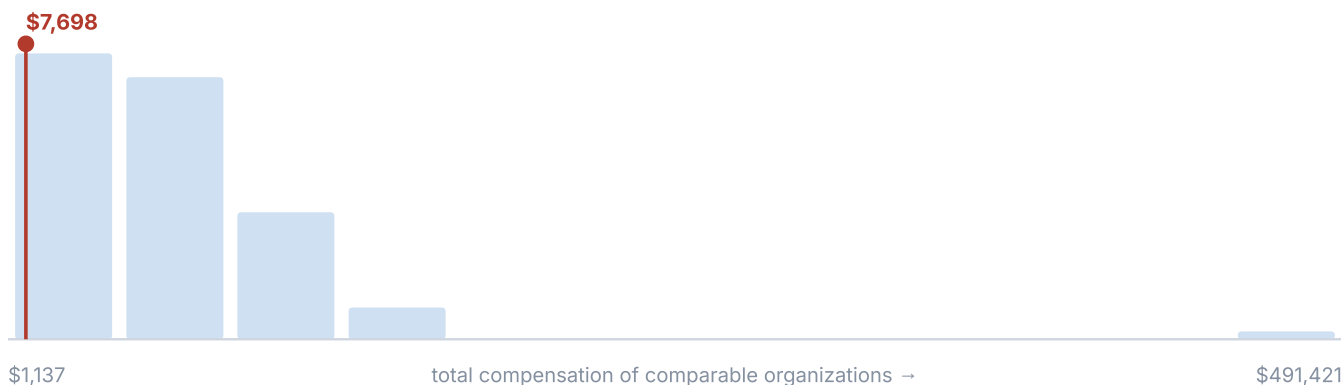 $7,698
$1,137 total compensation of comparable organizations → $491,421